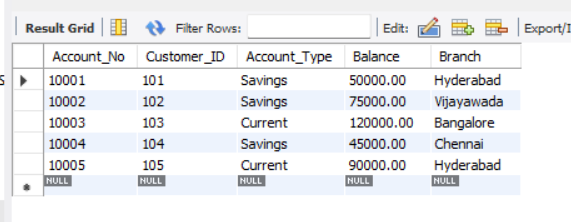 Result Grid Filter Rows: Edit: Export/I
Account_No Customer_ID Account_Type Balance Branch
10001 101 Savings 50000.00 Hyderabad
10002 102 Savings 75000.00 Vijayawada
10003 103 Current 120000.00 Bangalore
10004 104 Savings 45000.00 Chennai
10005 105 Current 90000.00 Hyderabad
NULL NULL NULL NULL NULL